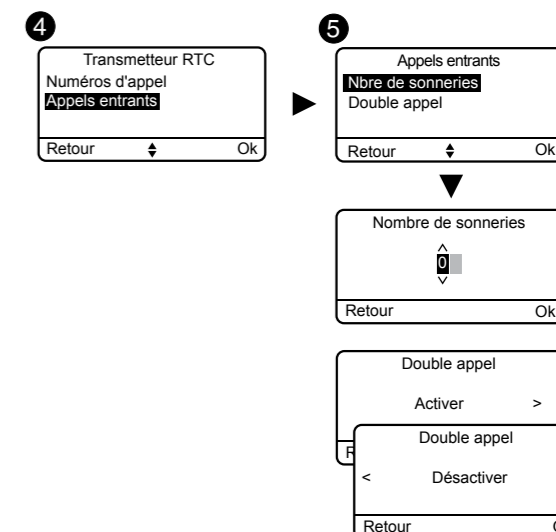 4
Transmetteur RTC
Numéros d'appel
Appels entrants
Retour Ok
5
Appels entrants
Nbre de sonneries
Double appel
Retour Ok
Nombre de sonneries
0
Retour Ok
Double appel
Activer >
Double appel
< Désactiver
Retour